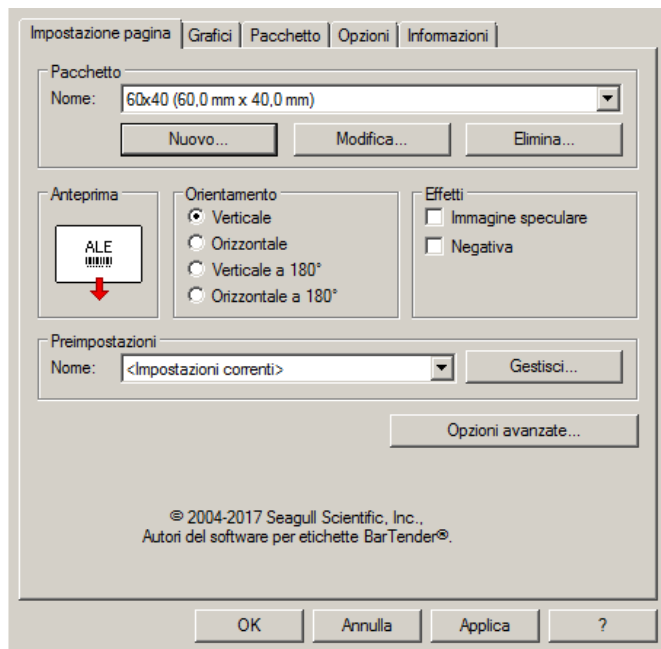 Impostazione pagina Grafici Pacchetto Opzioni Informazioni
Pacchetto
Nome: 60x40 (60,0 mm x 40,0 mm)
Nuovo... Modifica... Elimina...
Anteprima Orientamento Effetti
ALE
Verticale
Orizzontale
Verticale a 180°
Orizzontale a 180°
Immagine speculare
Negativa
Preimpostazioni
Nome: <Impostazioni correnti> Gestisci...
Opzioni avanzate...
© 2004-2017 Seagull Scientific, Inc.,
Autori del software per etichette BarTender®.
OK Annulla Applica ?